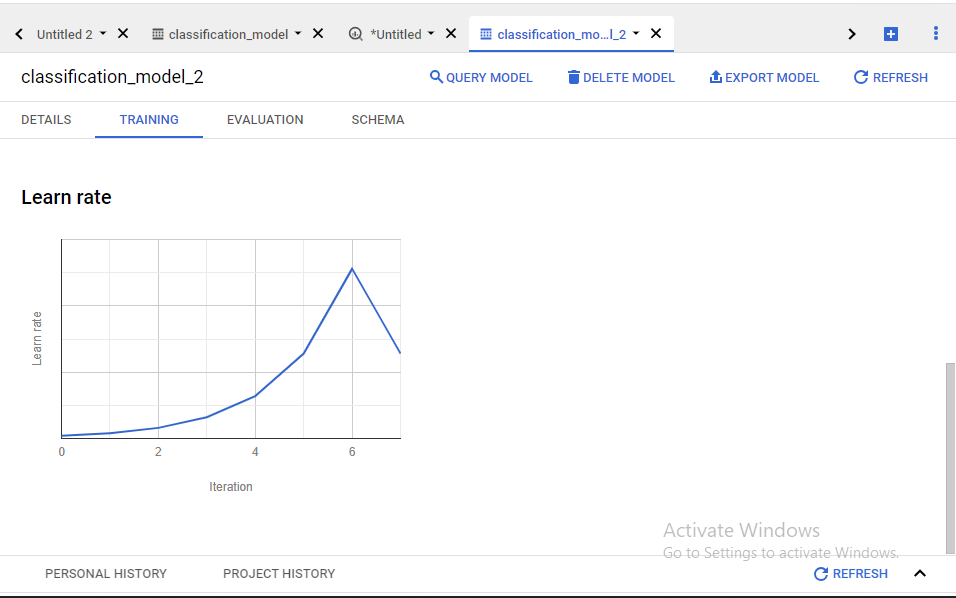 Untitled 2 classification_model *Untitled classification_mo...l_2
classification_model_2 QUERY MODEL DELETE MODEL EXPORT MODEL REFRESH
DETAILS TRAINING EVALUATION SCHEMA
Learn rate
Learn rate
0 2 4 6
Iteration
Activate Windows
Go to Settings to activate Windows.
PERSONAL HISTORY PROJECT HISTORY REFRESH